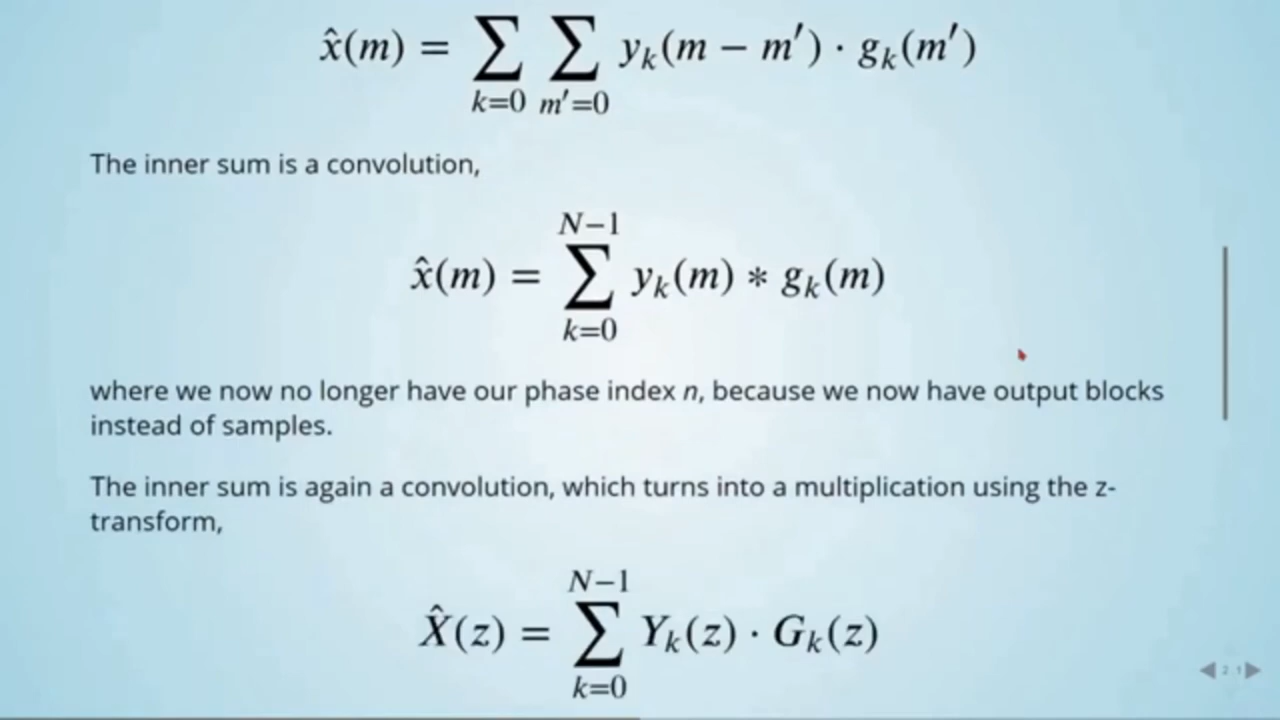 x̂(m) = ∑_{k=0} ∑_{m′=0} y_k(m − m′) · g_k(m′)
The inner sum is a convolution,
x̂(m) = ∑_{k=0}^{N−1} y_k(m) ∗ g_k(m)
where we now no longer have our phase index n, because we now have output blocks
instead of samples.
The inner sum is again a convolution, which turns into a multiplication using the z-
transform,
X̂(z) = ∑_{k=0}^{N−1} Y_k(z) · G_k(z)
2.1